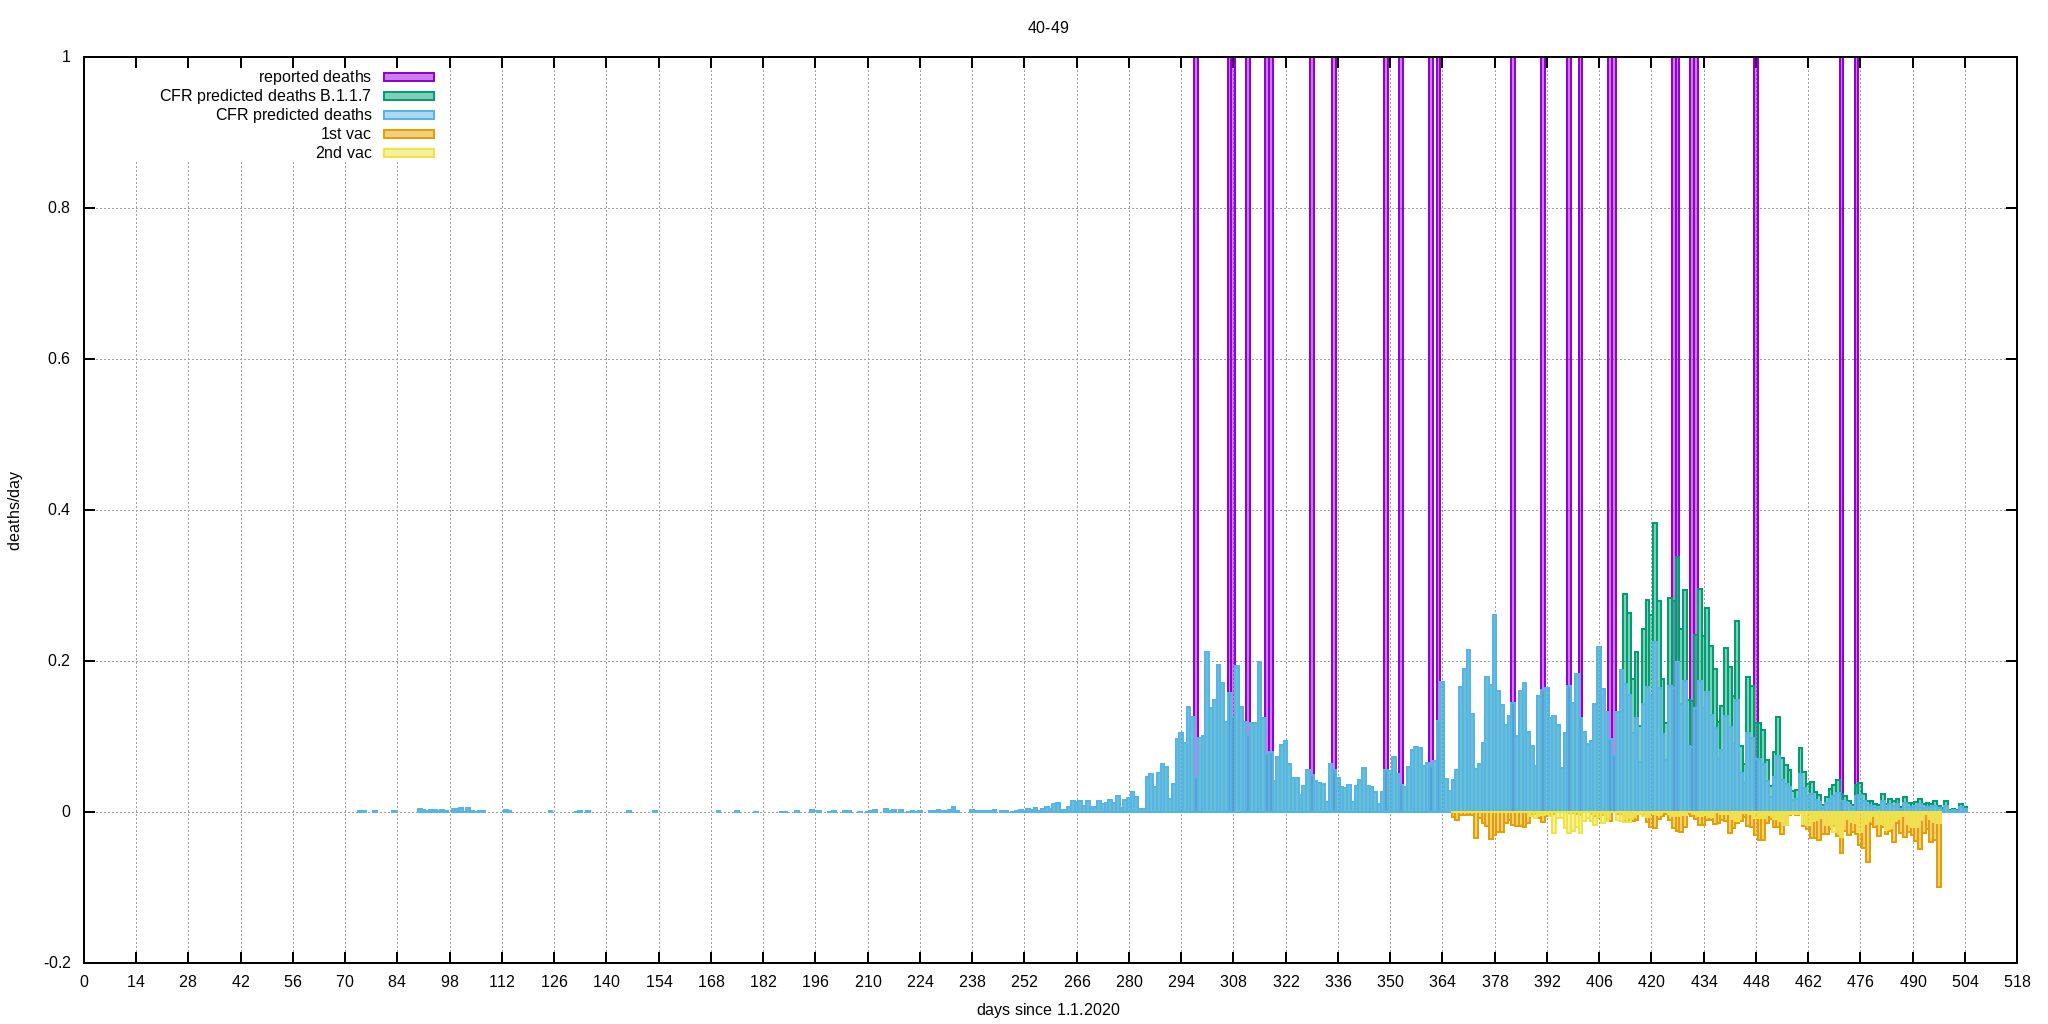 40-49
1
reported deaths
CFR predicted deaths B.1.1.7
CFR predicted deaths
1st vac
2nd vac
0.8
0.6
0.4
0.2
0
-0.2
deaths/day
0 14 28 42 56 70 84 98 112 126 140 154 168 182 196 210 224 238 252 266 280 294 308 322 336 350 364 378 392 406 420 434 448 462 476 490 504 518
days since 1.1.2020